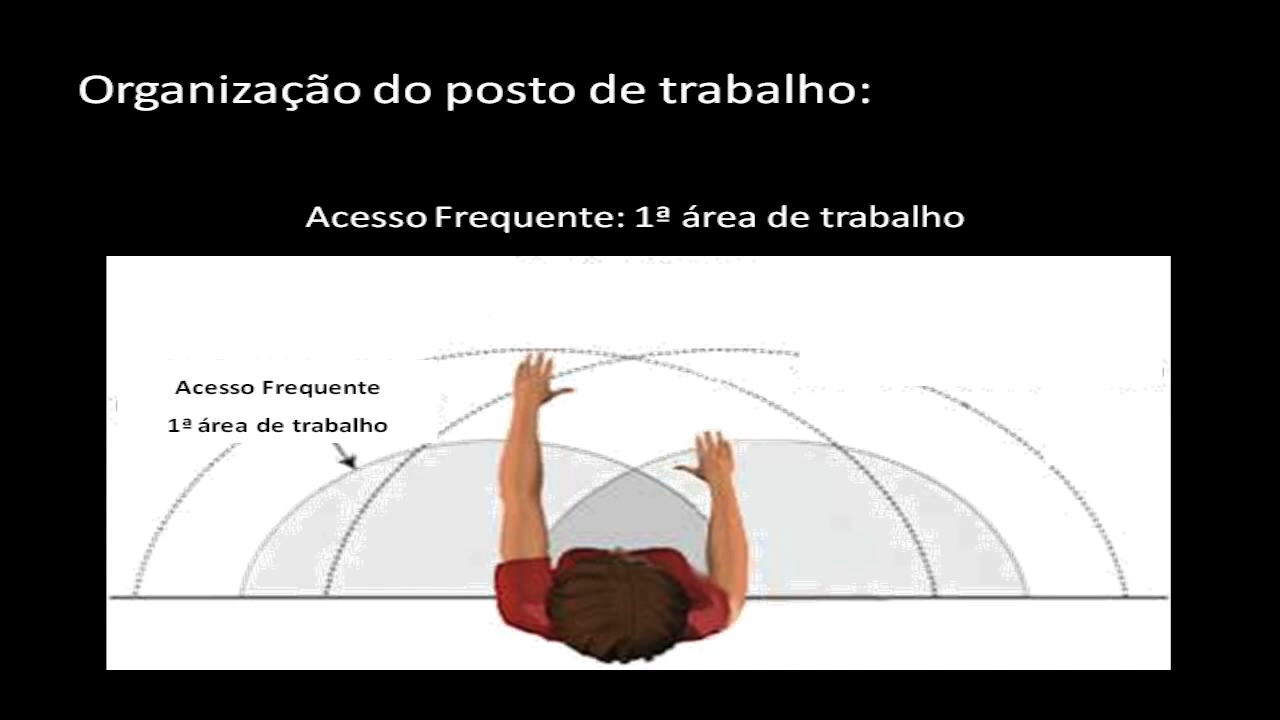 Organização do posto de trabalho:
Acesso Frequente: 1ª área de trabalho
Acesso Frequente
1ª área de trabalho